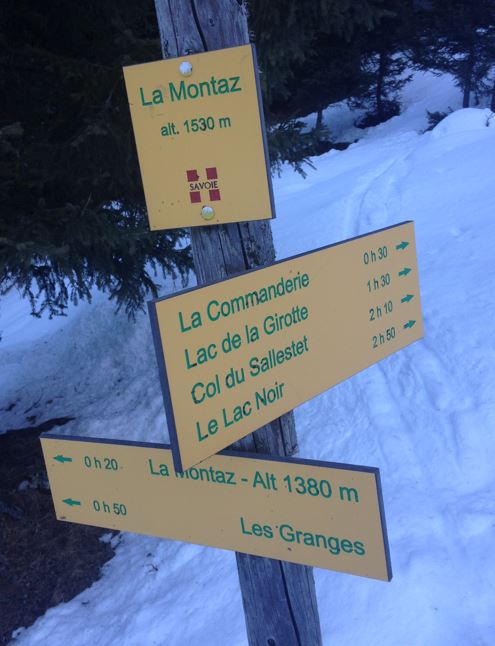 La Montaz
alt. 1530 m
SAVOIE
La Commanderie 0 h 30
Lac de la Girotte 1 h 30
Col du Sallestet 2 h 10
Le Lac Noir 2 h 50
0 h 20 La Montaz - Alt 1380 m
0 h 50 Les Granges